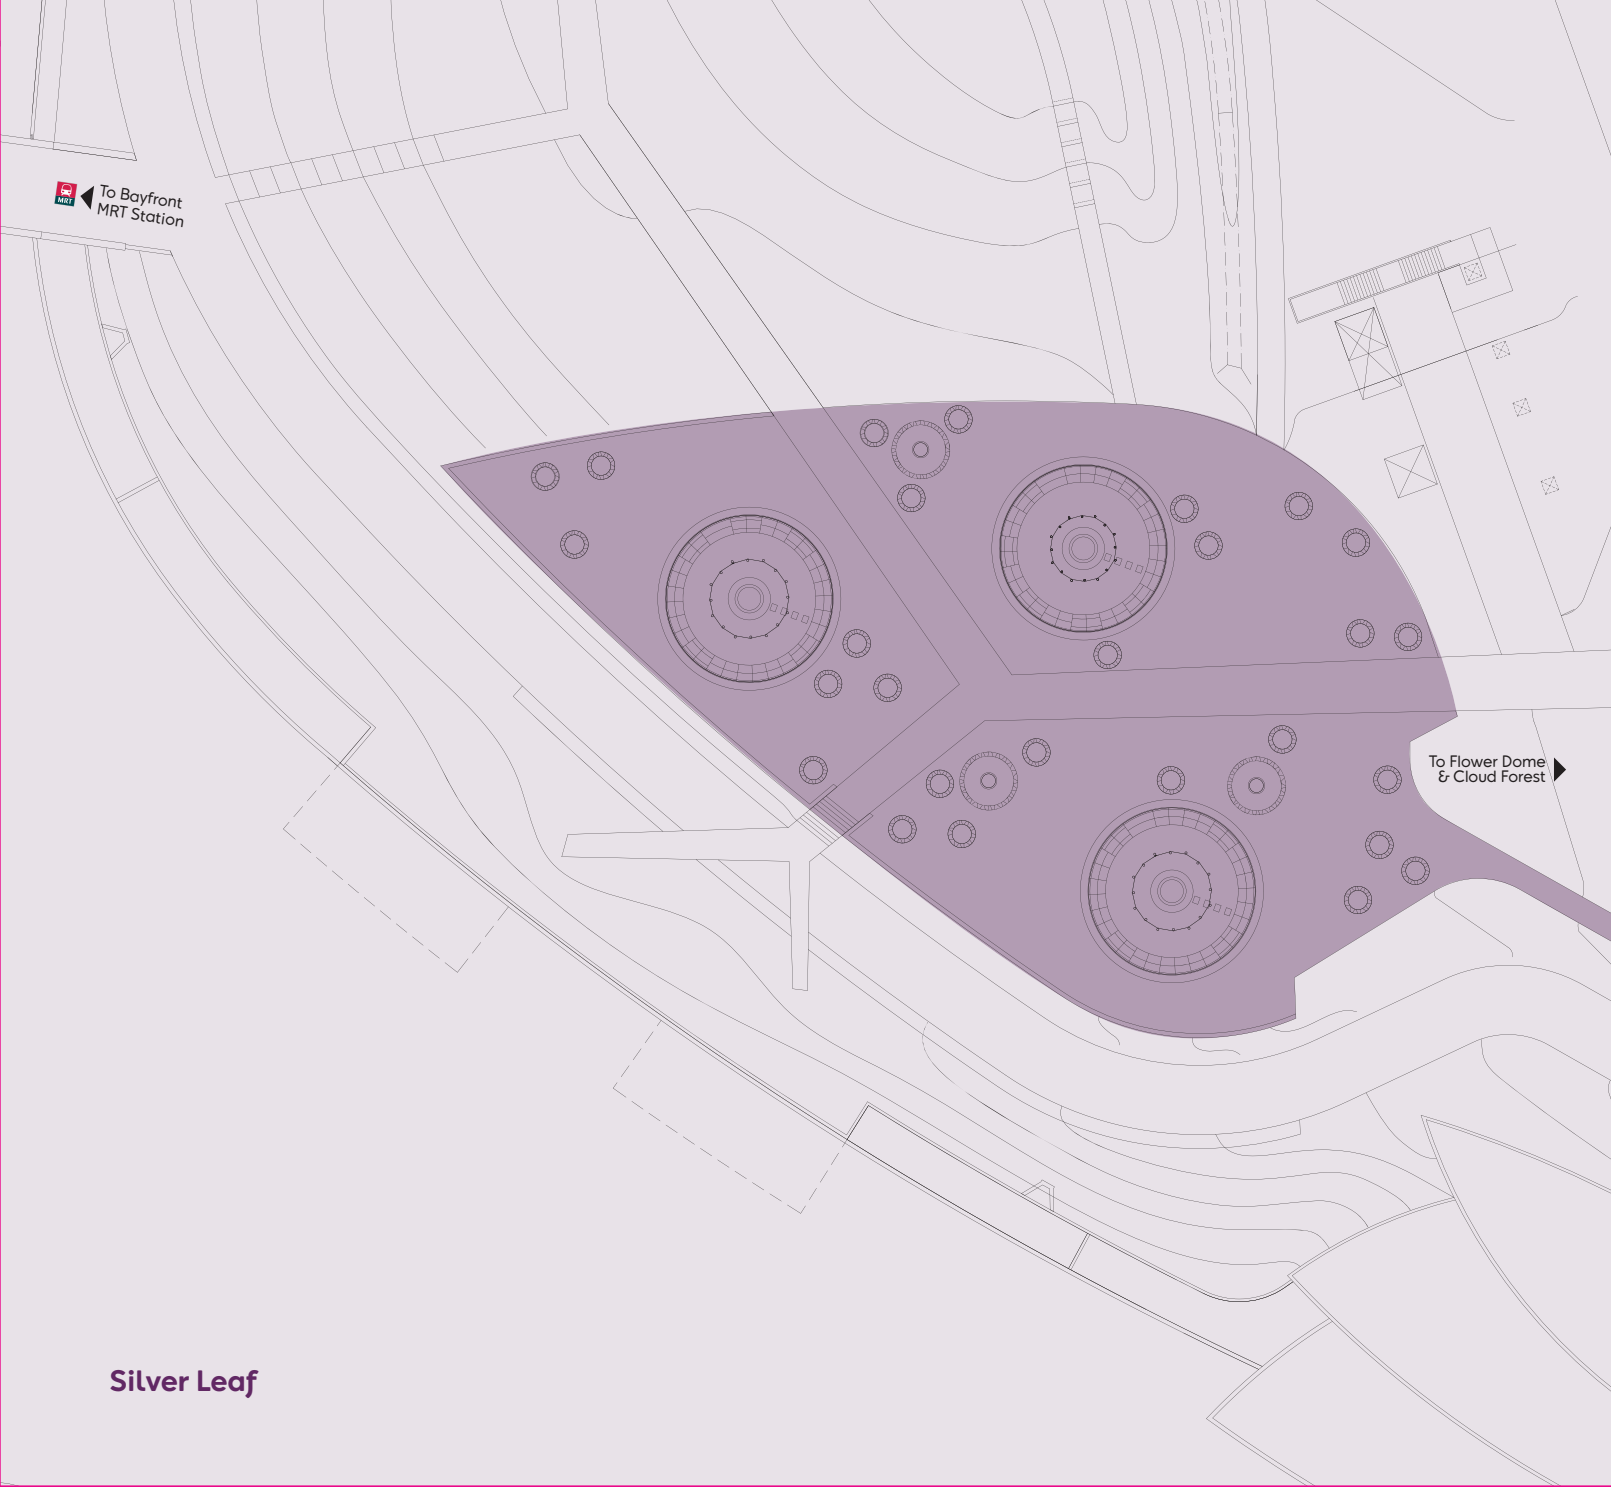 MRT
To Bayfront
MRT Station
To Flower Dome
& Cloud Forest
Silver Leaf